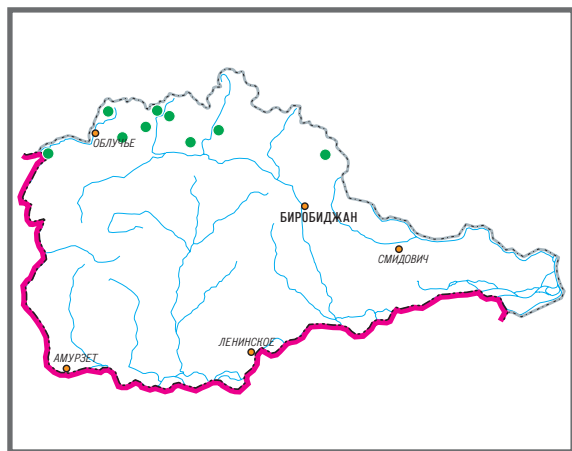 ОБЛУЧЬЕ
БИРОБИДЖАН
СМИДОВИЧ
ЛЕНИНСКОЕ
АМУРЗЕТ